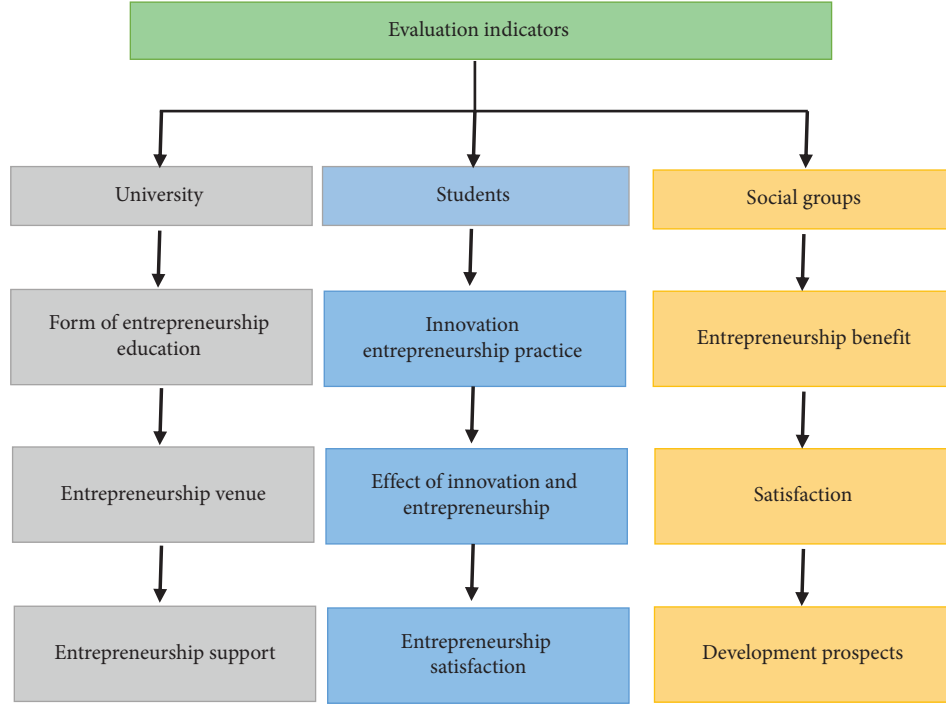 Evaluation indicators
University
Students
Social groups
Form of entrepreneurship
education
Innovation
entrepreneurship practice
Entrepreneurship benefit
Entrepreneurship venue
Effect of innovation and
entrepreneurship
Satisfaction
Entrepreneurship support
Entrepreneurship
satisfaction
Development prospects